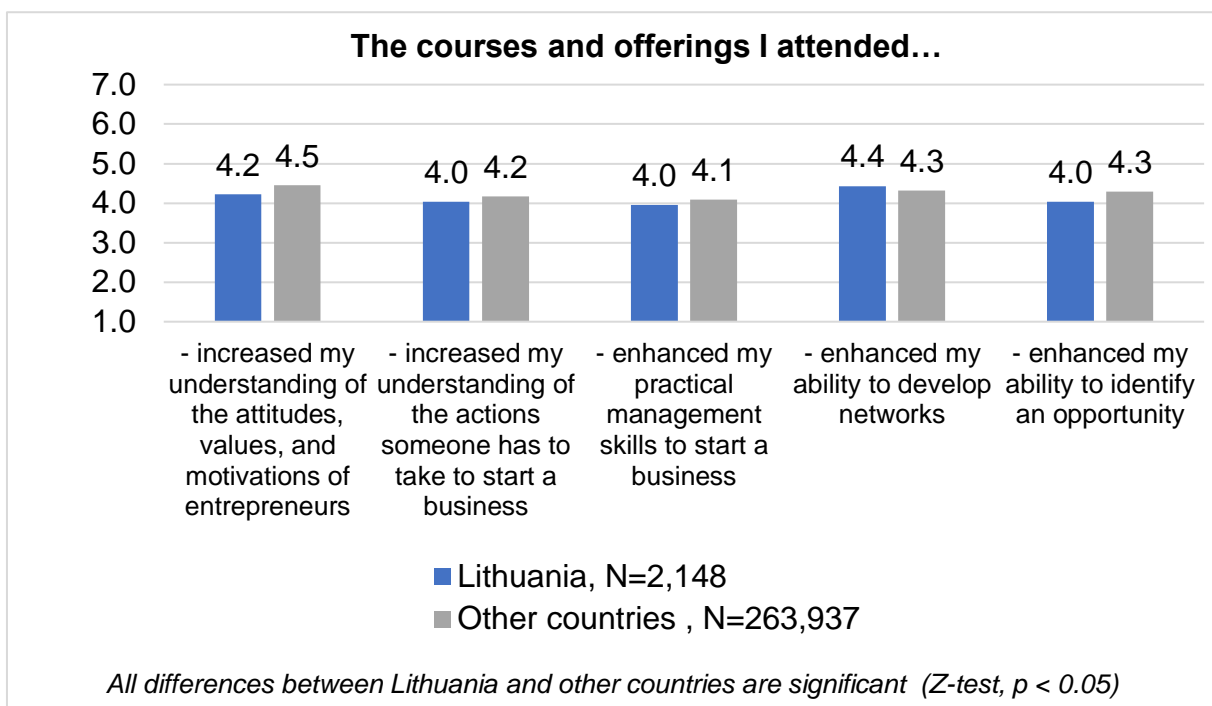 The courses and offerings I attended…
7.0
6.0
5.0
4.0
3.0
2.0
1.0
4.2
4.5
4.0
4.2
4.0
4.1
4.4
4.3
4.0
4.3
- increased my
understanding of
the attitudes,
values, and
motivations of
entrepreneurs
- increased my
understanding of
the actions
someone has to
take to start a
business
- enhanced my
practical
management
skills to start a
business
- enhanced my
ability to develop
networks
- enhanced my
ability to identify
an opportunity
Lithuania, N=2,148
Other countries , N=263,937
All differences between Lithuania and other countries are significant (Z-test, p < 0.05)